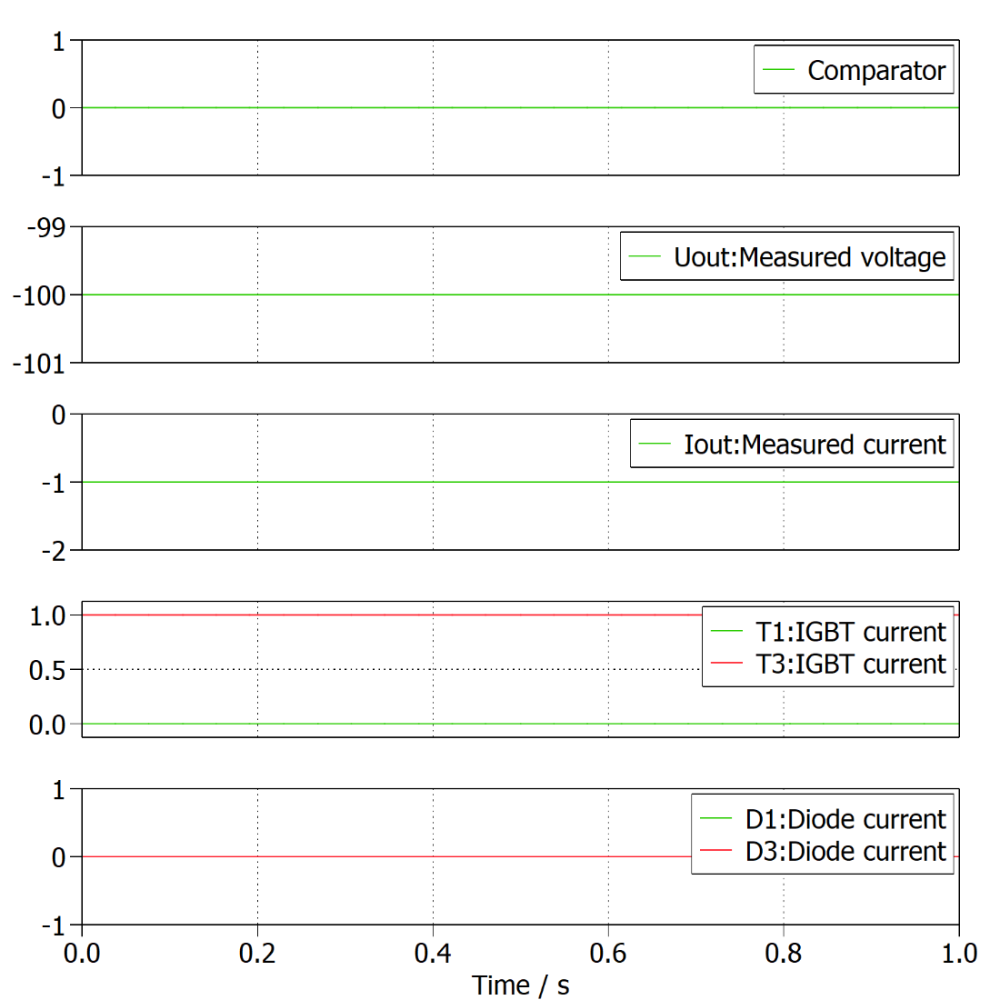 1
Comparator
0
-1
-99
Uout:Measured voltage
-100
-101
0
Iout:Measured current
-1
-2
1.0
T1:IGBT current
T3:IGBT current
0.5
0.0
1
D1:Diode current
D3:Diode current
0
-1
0.0 0.2 0.4 0.6 0.8 1.0
Time / s